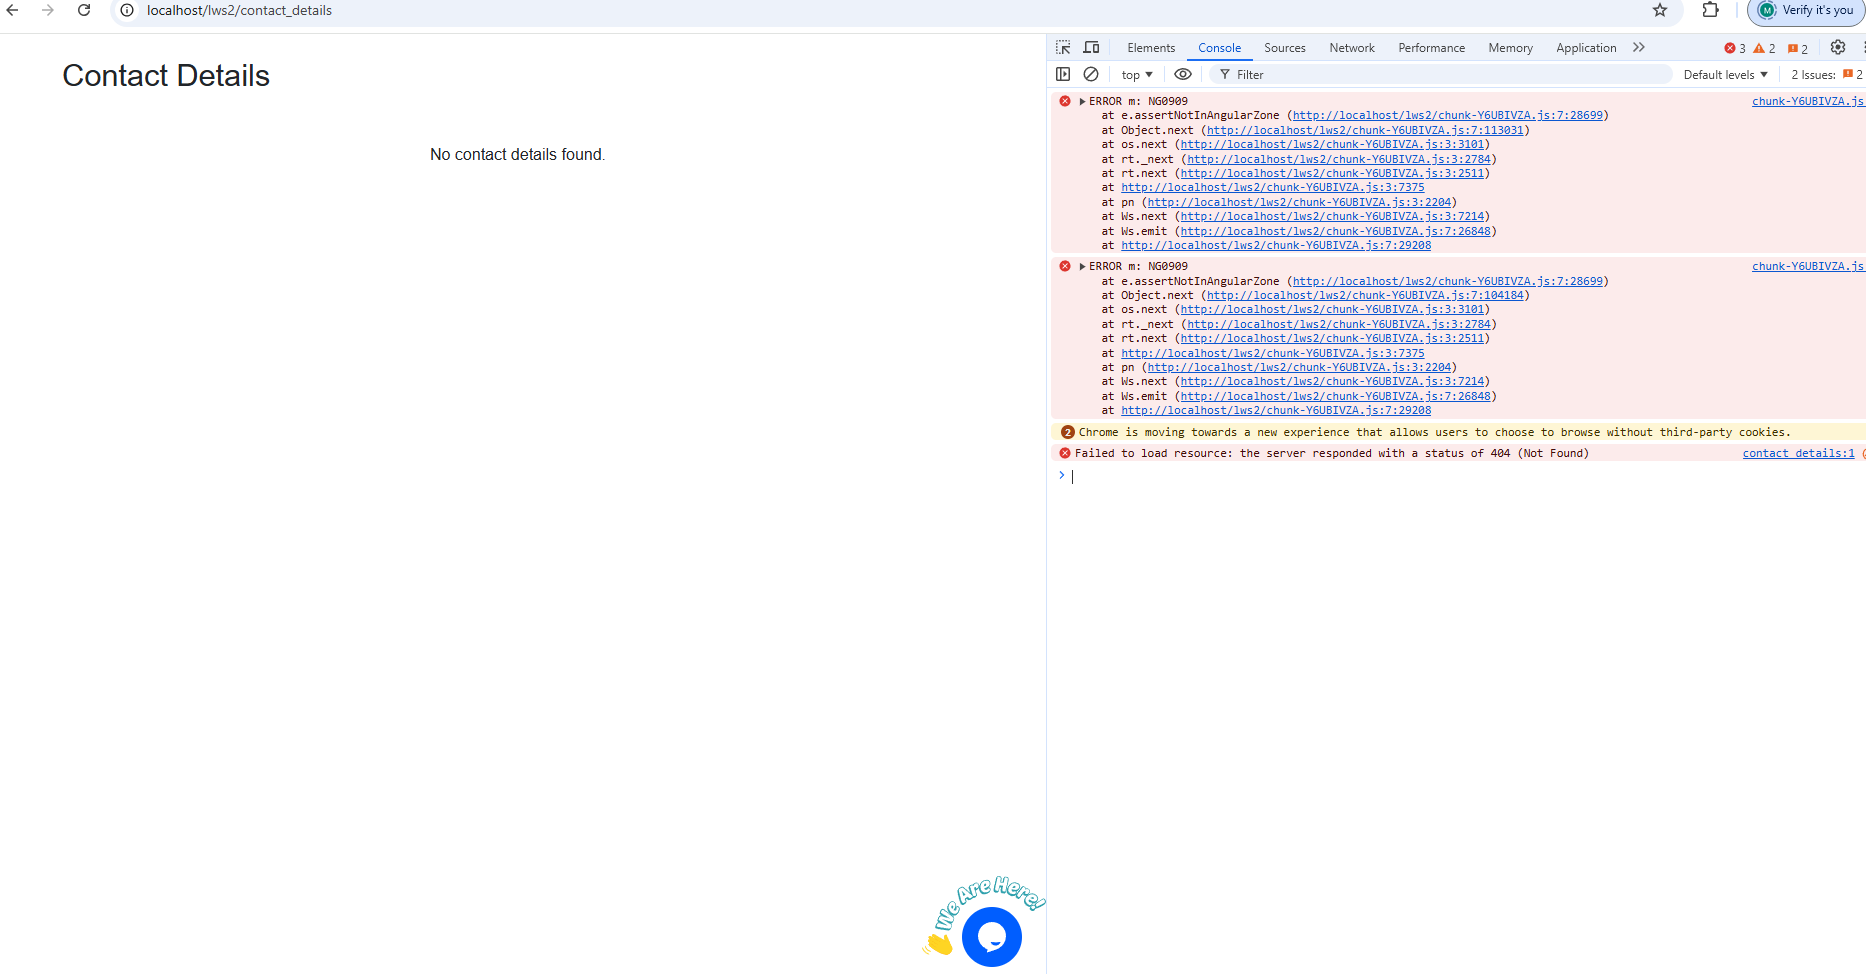 localhost/lws2/contact_details
Verify it's you
Contact Details
No contact details found.
We Are Here!
Elements Console Sources Network Performance Memory Application 3 2 2
top Filter Default levels 2 Issues: 2
ERROR m: NG0909 chunk-Y6UBIVZA.js
at e.assertNotInAngularZone (http://localhost/lws2/chunk-Y6UBIVZA.js:7:28699)
at Object.next (http://localhost/lws2/chunk-Y6UBIVZA.js:7:113031)
at os.next (http://localhost/lws2/chunk-Y6UBIVZA.js:3:3101)
at rt._next (http://localhost/lws2/chunk-Y6UBIVZA.js:3:2784)
at rt.next (http://localhost/lws2/chunk-Y6UBIVZA.js:3:2511)
at http://localhost/lws2/chunk-Y6UBIVZA.js:3:7375
at pn (http://localhost/lws2/chunk-Y6UBIVZA.js:3:2204)
at Ws.next (http://localhost/lws2/chunk-Y6UBIVZA.js:3:7214)
at Ws.emit (http://localhost/lws2/chunk-Y6UBIVZA.js:7:26848)
at http://localhost/lws2/chunk-Y6UBIVZA.js:7:29208
ERROR m: NG0909 chunk-Y6UBIVZA.js
at e.assertNotInAngularZone (http://localhost/lws2/chunk-Y6UBIVZA.js:7:28699)
at Object.next (http://localhost/lws2/chunk-Y6UBIVZA.js:7:104184)
at os.next (http://localhost/lws2/chunk-Y6UBIVZA.js:3:3101)
at rt._next (http://localhost/lws2/chunk-Y6UBIVZA.js:3:2784)
at rt.next (http://localhost/lws2/chunk-Y6UBIVZA.js:3:2511)
at http://localhost/lws2/chunk-Y6UBIVZA.js:3:7375
at pn (http://localhost/lws2/chunk-Y6UBIVZA.js:3:2204)
at Ws.next (http://localhost/lws2/chunk-Y6UBIVZA.js:3:7214)
at Ws.emit (http://localhost/lws2/chunk-Y6UBIVZA.js:7:26848)
at http://localhost/lws2/chunk-Y6UBIVZA.js:7:29208
2 Chrome is moving towards a new experience that allows users to choose to browse without third-party cookies.
Failed to load resource: the server responded with a status of 404 (Not Found) contact_details:1